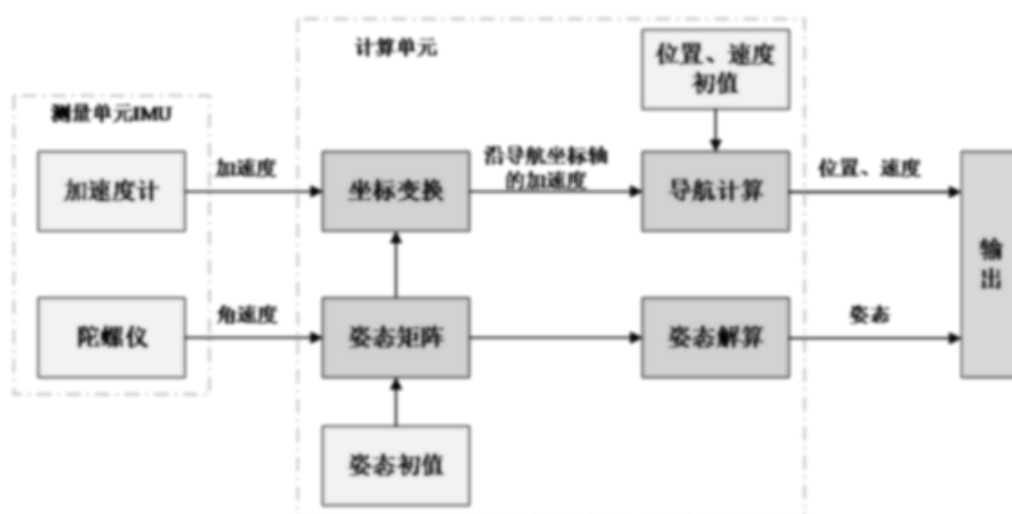 计算单元
位置、速度
初值
测量单元IMU
加速度计
加速度
坐标变换
沿导航坐标轴
的加速度
导航计算
位置、速度
输
出
陀螺仪
角速度
姿态矩阵
姿态解算
姿态
姿态初值